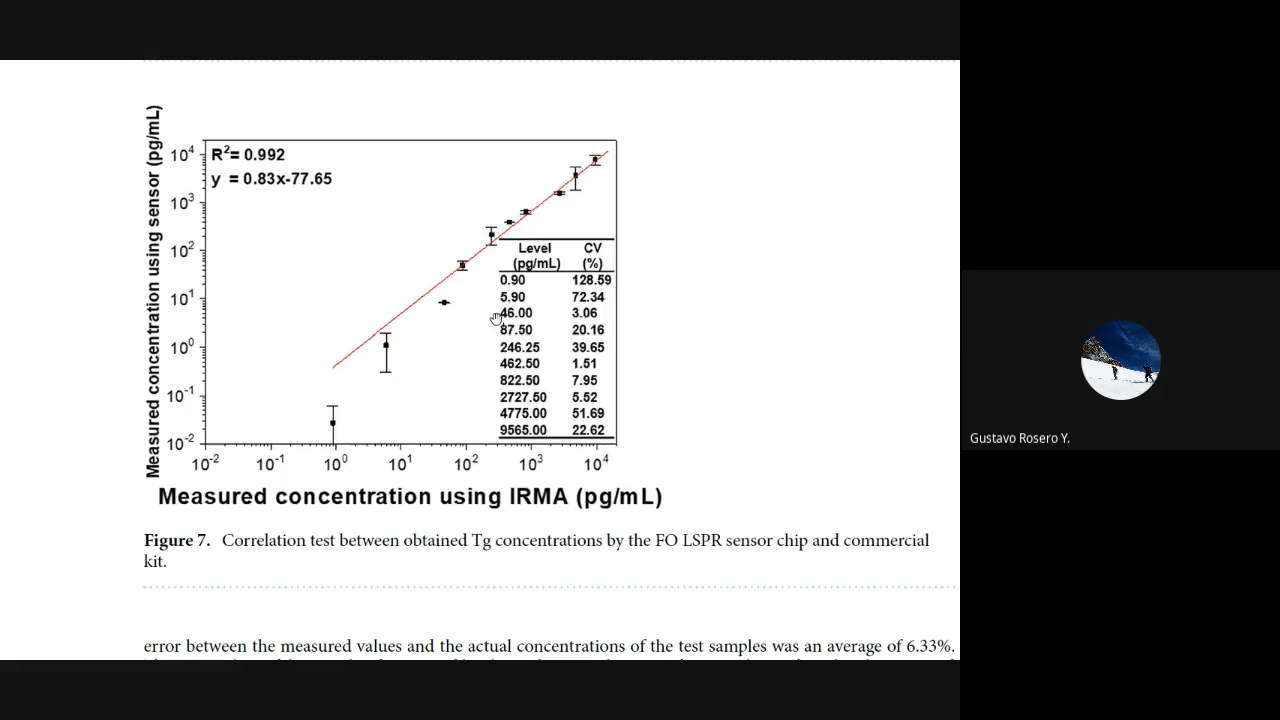 Measured concentration using sensor (pg/mL)
R²= 0.992
y = 0.83x-77.65
10⁴
10³
10²
10¹
10⁰
10⁻¹
10⁻²
Level CV
(pg/mL) (%)
0.90 128.59
5.90 72.34
46.00 3.06
87.50 20.16
246.25 39.65
462.50 1.51
822.50 7.95
2727.50 5.52
4775.00 51.69
9565.00 22.62
10⁻² 10⁻¹ 10⁰ 10¹ 10² 10³ 10⁴
Measured concentration using IRMA (pg/mL)
Figure 7. Correlation test between obtained Tg concentrations by the FO LSPR sensor chip and commercial
kit.
error between the measured values and the actual concentrations of the test samples was an average of 6.33%.
Gustavo Rosero Y.